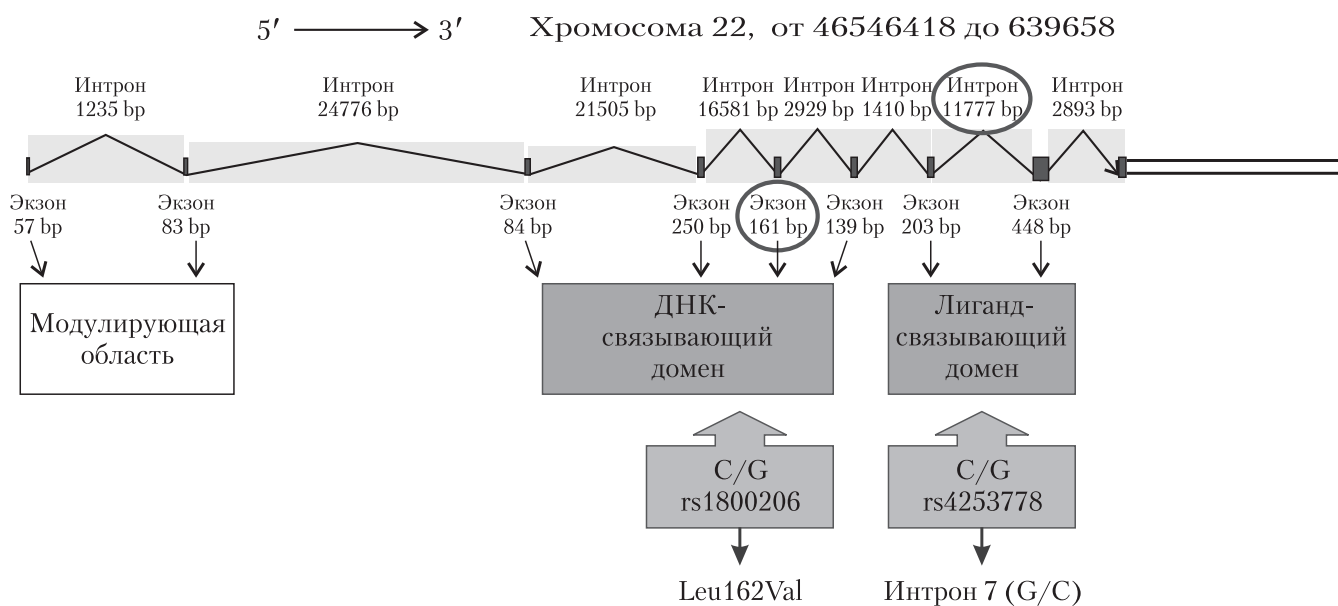 5′ 3′ Хромосома 22, от 46546418 до 639658
Интрон Интрон Интрон Интрон Интрон Интрон Интрон Интрон
1235 bp 24776 bp 21505 bp 16581 bp 2929 bp 1410 bp 11777 bp 2893 bp
Экзон Экзон Экзон Экзон Экзон Экзон Экзон Экзон
57 bp 83 bp 84 bp 250 bp 161 bp 139 bp 203 bp 448 bp
Модулирующая
область
ДНК-
связывающий
домен
Лиганд-
связывающий
домен
C/G
rs1800206
C/G
rs4253778
Leu162Val
Интрон 7 (G/C)